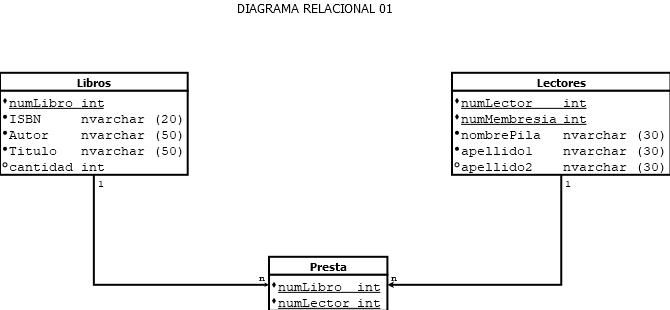 DIAGRAMA RELACIONAL 01
Libros
numLibro int
ISBN nvarchar (20)
Autor nvarchar (50)
Titulo nvarchar (50)
cantidad int
1
Lectores
numLector int
numMembresia int
nombrePila nvarchar (30)
apellido1 nvarchar (30)
apellido2 nvarchar (30)
1
n
n
Presta
numLibro int
numLector int